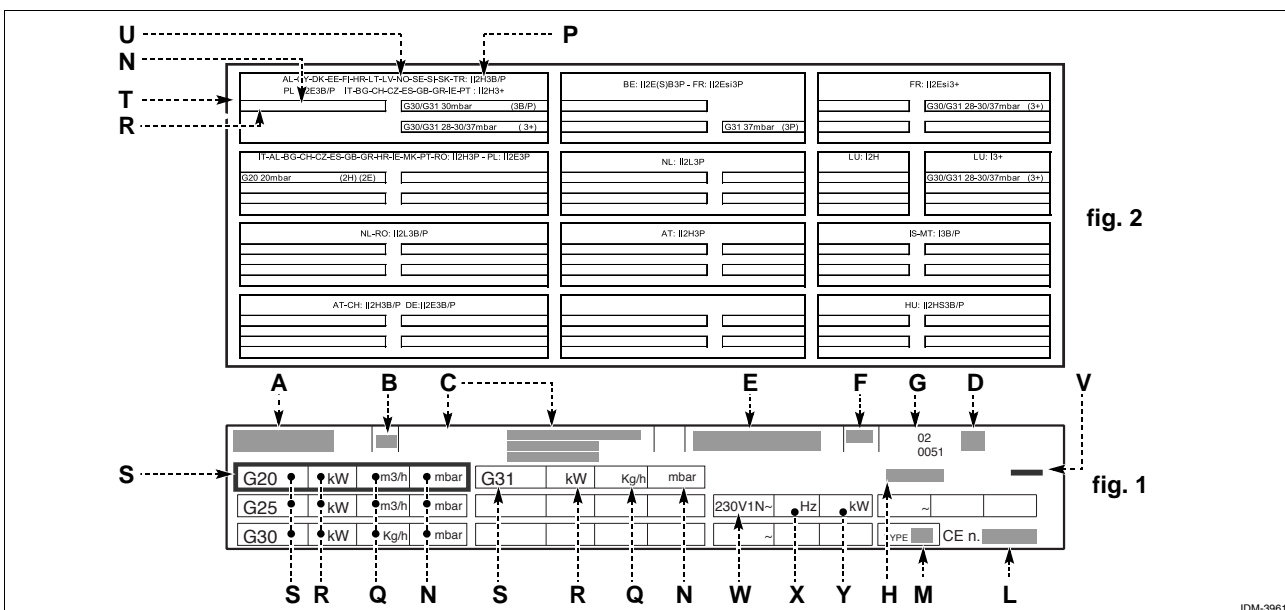 U P
N
AL-CY-DK-EE-FI-HR-LT-LV-NO-SE-SI-SK-TR: II2H3B/P
PL: II2E3B/P IT-BG-CH-CZ-ES-GB-GR-IE-PT : II2H3+
BE: II2E(S)B3P - FR: II2Esi3P
FR: II2Esi3+
T
G30/G31 30mbar (3B/P)
G30/G31 28-30/37mbar (3+)
R
G30/G31 28-30/37mbar ( 3+)
G31 37mbar (3P)
IT-AL-BG-CH-CZ-ES-GB-GR-HR-IE-MK-PT-RO: II2H3P - PL: II2E3P
NL: II2L3P
LU: I2H
LU: I3+
G20 20mbar (2H) (2E)
G30/G31 28-30/37mbar (3+)
fig. 2
NL-RO: II2L3B/P
AT: II2H3P
IS-MT: I3B/P
AT-CH: II2H3B/P DE:II2E3B/P
HU: II2HS3B/P
A B C E F G D V
02
0051
S G20 kW m3/h mbar G31 kW Kg/h mbar
fig. 1
G25 kW m3/h mbar 230V1N~ Hz kW ~
G30 kW Kg/h mbar ~ YPE CE n.
S R Q N S R Q N W X Y H M L
IDM-3961